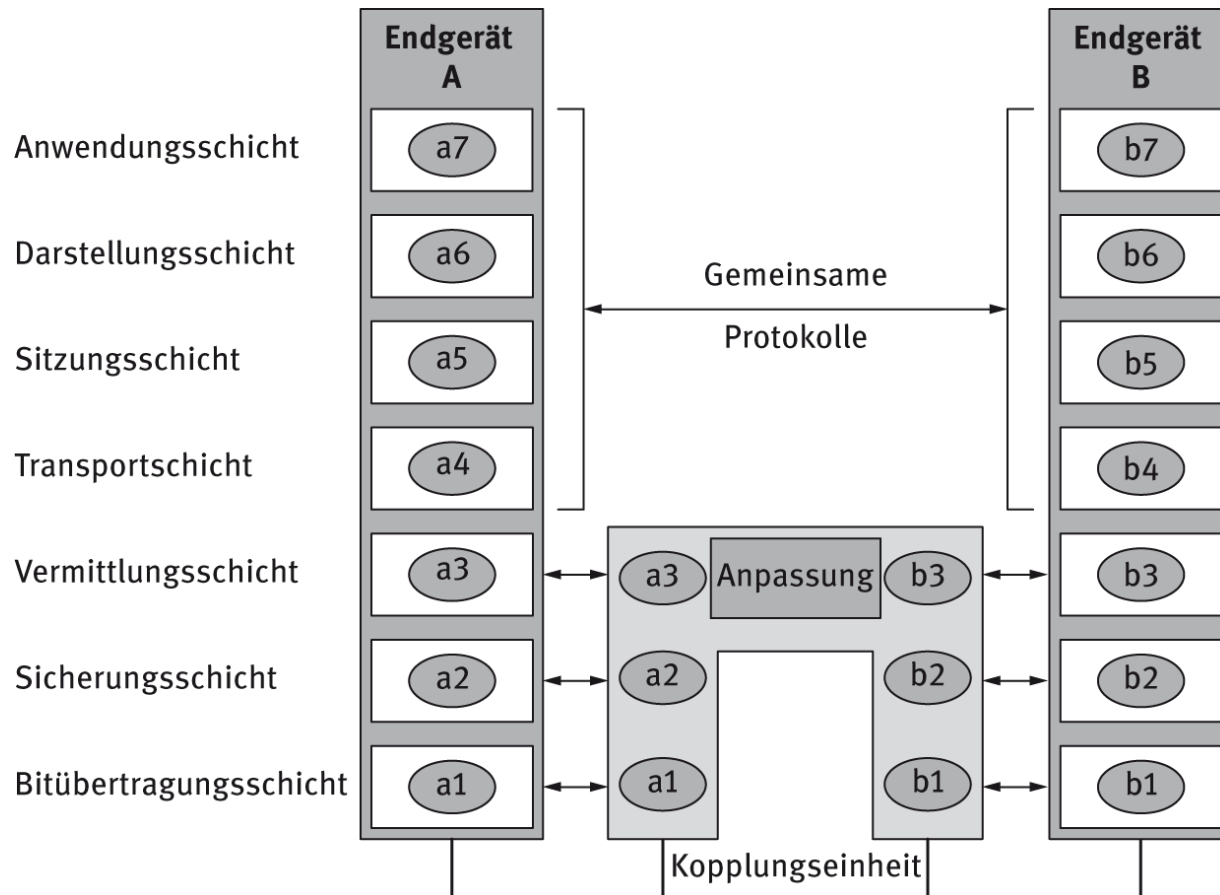 Endgerät
A
Endgerät
B
Anwendungsschicht
a7
b7
Darstellungsschicht
a6
b6
Gemeinsame
Protokolle
Sitzungsschicht
a5
b5
Transportschicht
a4
b4
Vermittlungsschicht
a3
a3
Anpassung
b3
b3
Sicherungsschicht
a2
a2
b2
b2
Bitübertragungsschicht
a1
a1
b1
b1
Kopplungseinheit